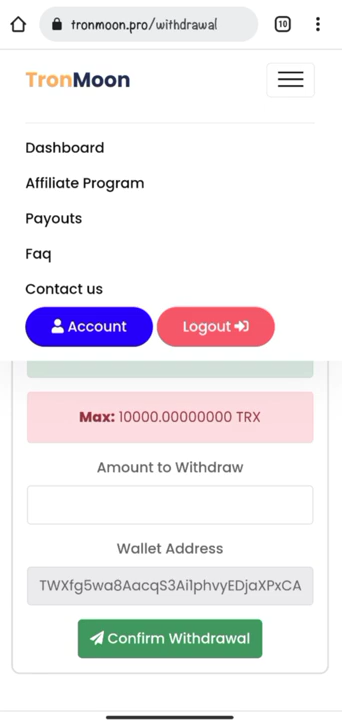 tronmoon.pro/withdrawal
10
TronMoon
Dashboard
Affiliate Program
Payouts
Faq
Contact us
Account
Logout
Max: 10000.00000000 TRX
Amount to Withdraw
Wallet Address
TWXfg5wa8AacqS3Ai1phvyEDjaXPxCA
Confirm Withdrawal